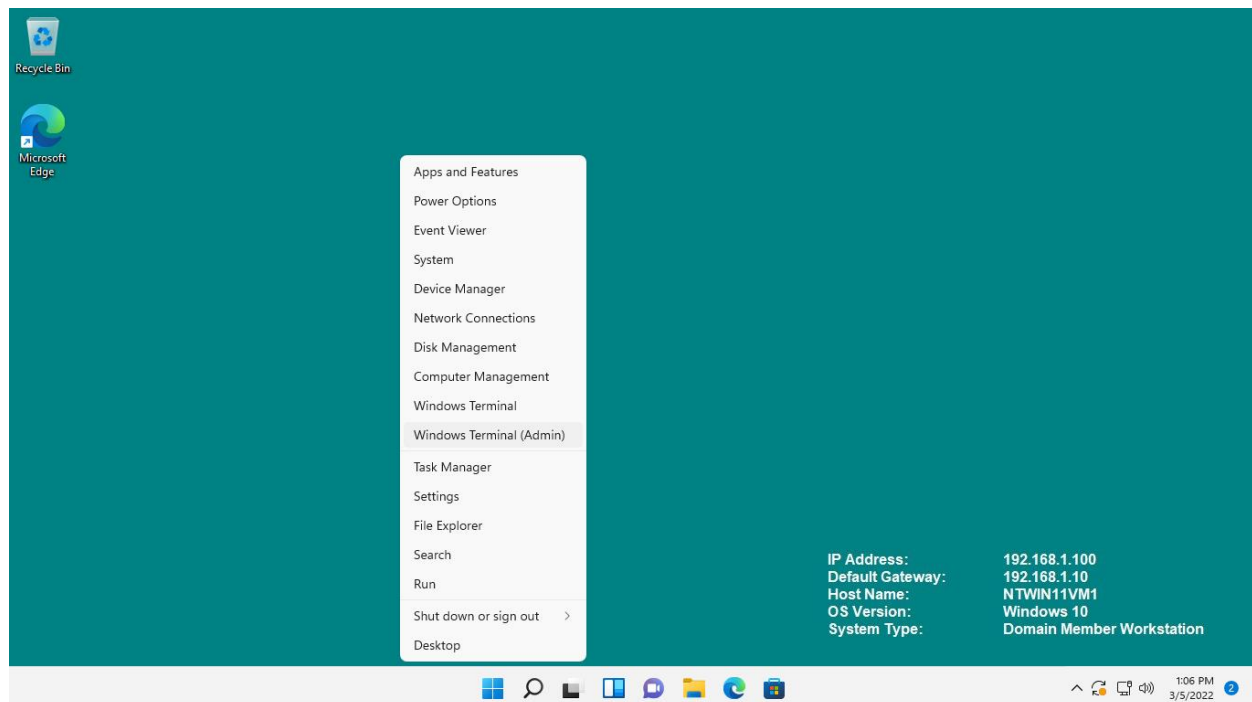 Recycle Bin
Microsoft
Edge
Apps and Features
Power Options
Event Viewer
System
Device Manager
Network Connections
Disk Management
Computer Management
Windows Terminal
Windows Terminal (Admin)
Task Manager
Settings
File Explorer
Search
Run
Shut down or sign out
Desktop
IP Address: 192.168.1.100
Default Gateway: 192.168.1.10
Host Name: NTWIN11VM1
OS Version: Windows 10
System Type: Domain Member Workstation
1:06 PM
3/5/2022
2